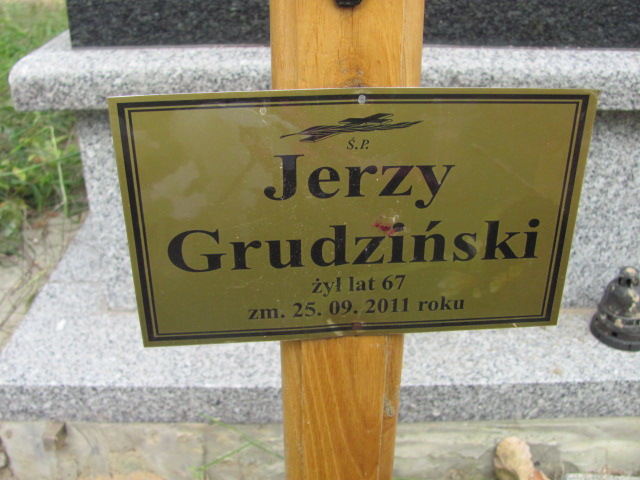 Ś.P.
Jerzy
Grudziński
żył lat 67
zm. 25. 09. 2011 roku